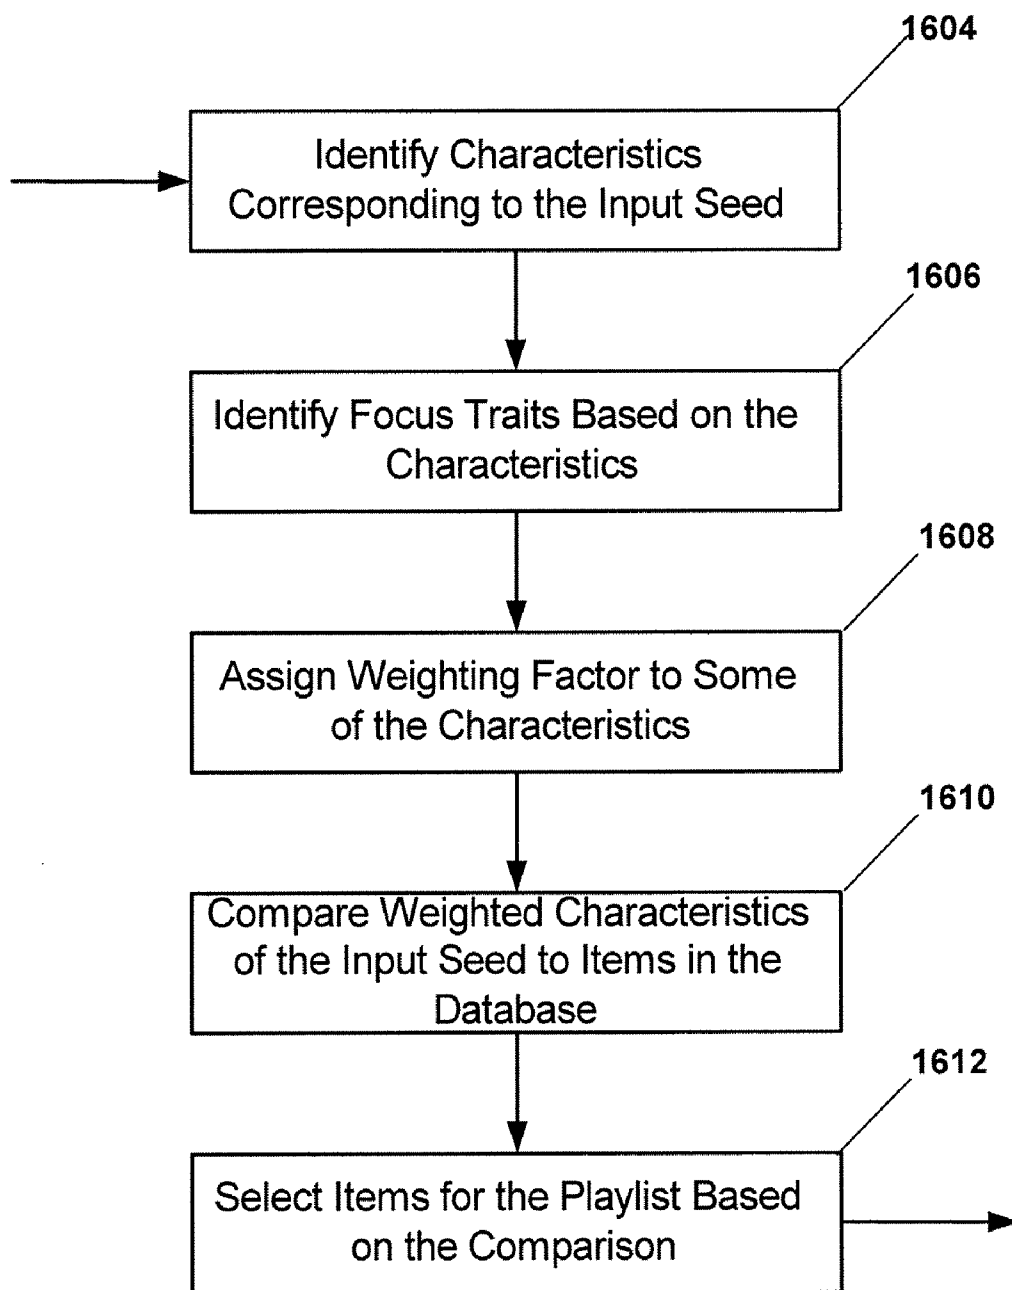 1604
Identify Characteristics
Corresponding to the Input Seed
1606
Identify Focus Traits Based on the
Characteristics
1608
Assign Weighting Factor to Some
of the Characteristics
1610
Compare Weighted Characteristics
of the Input Seed to Items in the
Database
1612
Select Items for the Playlist Based
on the Comparison